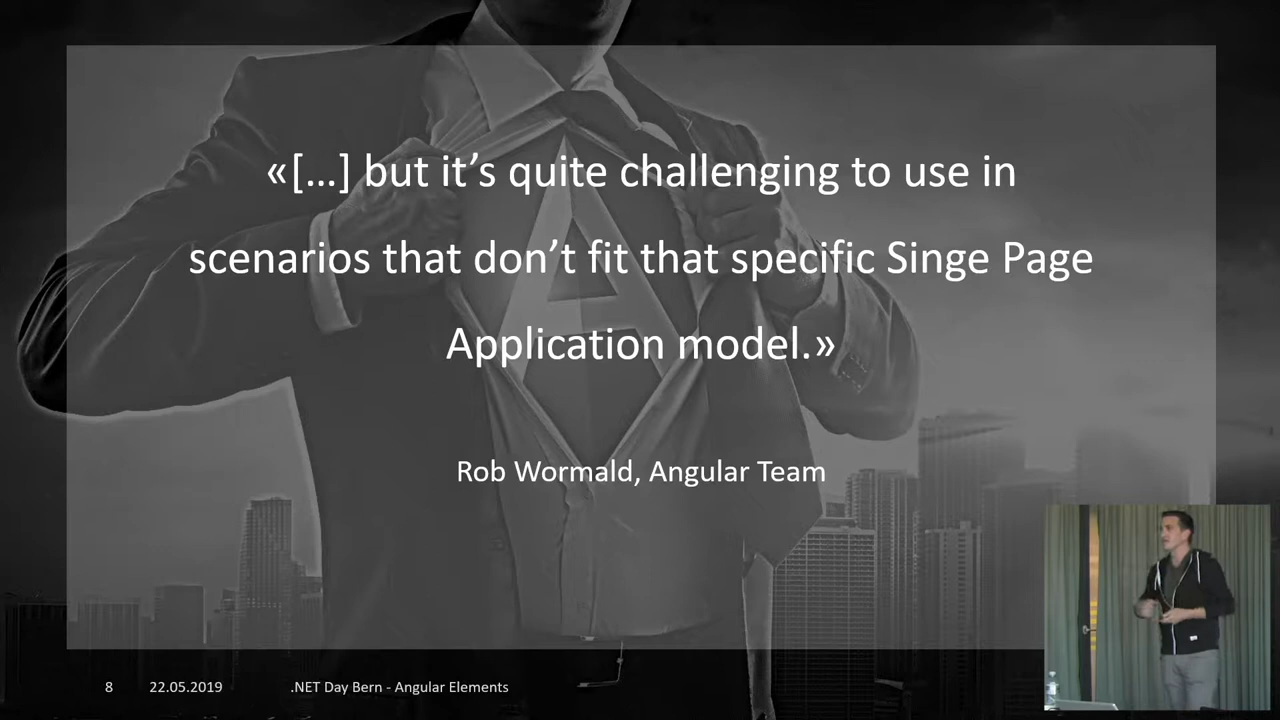 «[...] but it’s quite challenging to use in
scenarios that don’t fit that specific Singe Page
Application model.»
Rob Wormald, Angular Team
8 22.05.2019 .NET Day Bern - Angular Elements